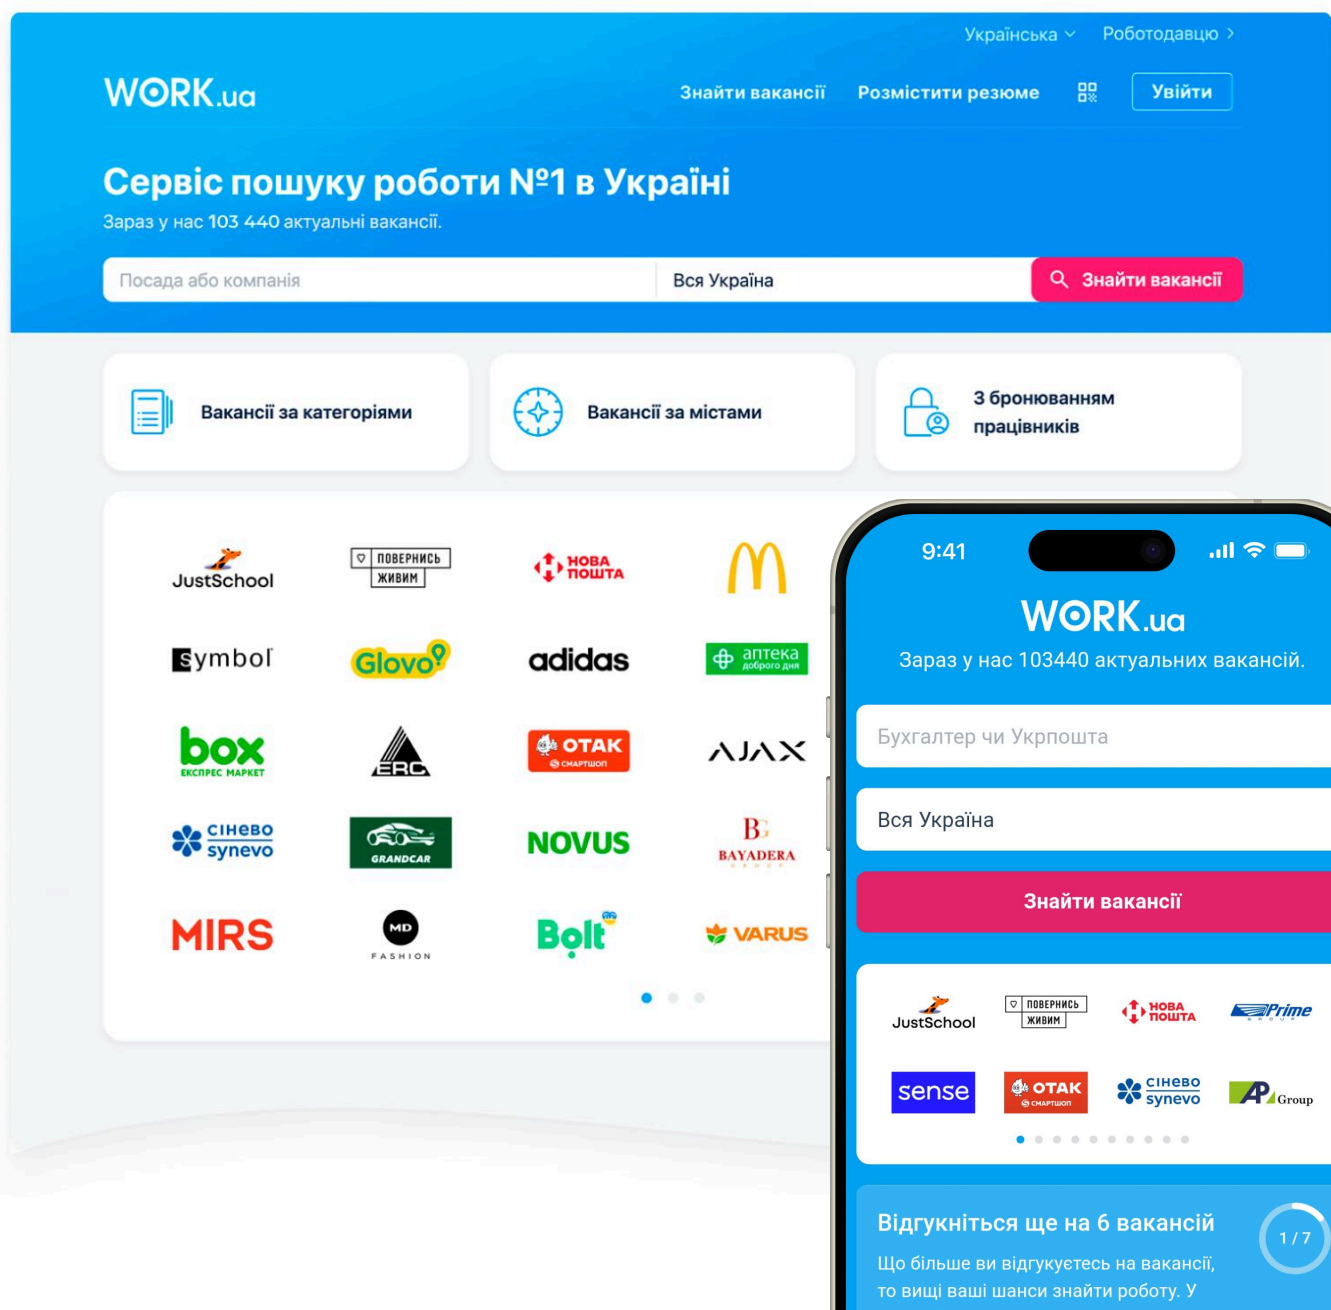 Українська
Роботодавцю
WORK.ua
Знайти вакансії
Розмістити резюме
Увійти
Сервіс пошуку роботи №1 в Україні
Зараз у нас 103 440 актуальні вакансії.
Посада або компанія
Вся Україна
Знайти вакансії
Вакансії за категоріями
Вакансії за містами
З бронюванням
працівників
JustSchool
ПОВЕРНИСЬ
ЖИВИМ
НОВА
ПОШТА
symbol
Glovo
adidas
аптека
доброго дня
box
ЕКСПРЕС МАРКЕТ
ERC
ОТАК
СМАРТШОП
AJAX
СІНЕВО
synevo
GRANDCAR
NOVUS
BG
BAYADERA
GROUP
MIRS
MD
FASHION
Bolt
VARUS
9:41
WORK.ua
Зараз у нас 103440 актуальних вакансій.
Бухгалтер чи Укрпошта
Вся Україна
Знайти вакансії
JustSchool
ПОВЕРНИСЬ
ЖИВИМ
НОВА
ПОШТА
Prime
GROUP
sense
ОТАК
СМАРТШОП
СІНЕВО
synevo
AP Group
Відгукніться ще на 6 вакансій
1 / 7
Що більше ви відгукуєтесь на вакансії,
то вищі ваші шанси знайти роботу. У